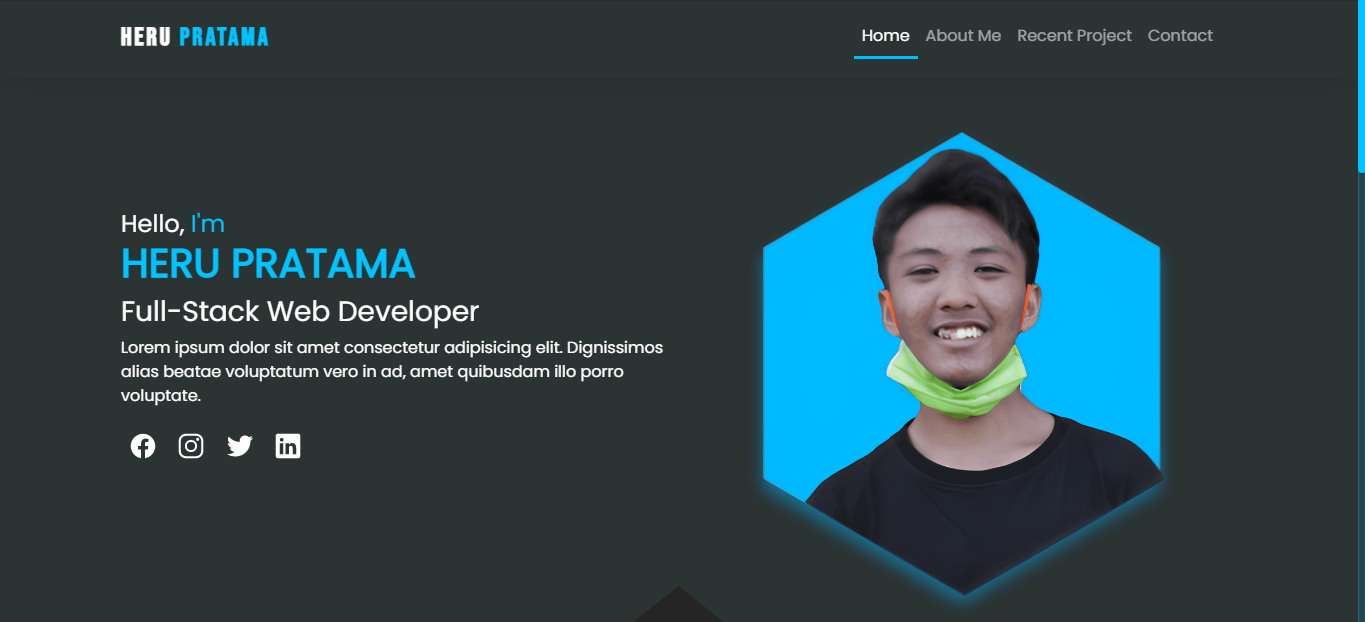 HERU PRATAMA
Home About Me Recent Project Contact
Hello, I'm
HERU PRATAMA
Full-Stack Web Developer
Lorem ipsum dolor sit amet consectetur adipisicing elit. Dignissimos
alias beatae voluptatum vero in ad, amet quibusdam illo porro
voluptate.